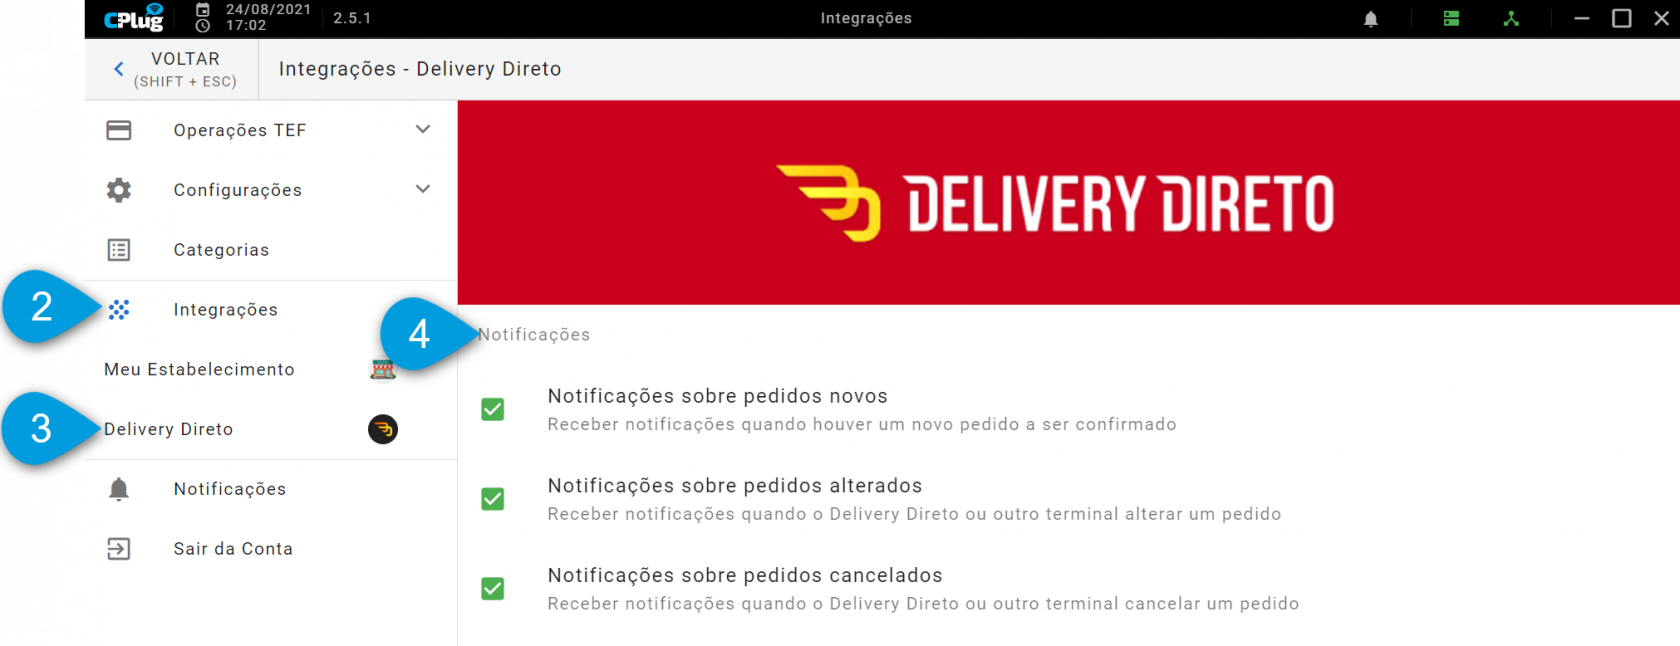 CPlug
24/08/2021
17:02
2.5.1
Integrações
VOLTAR
(SHIFT + ESC)
Integrações - Delivery Direto
Operações TEF
Configurações
Categorias
2
Integrações
Meu Estabelecimento
3
Delivery Direto
Notificações
Sair da Conta
DELIVERY DIRETO
4
Notificações
Notificações sobre pedidos novos
Receber notificações quando houver um novo pedido a ser confirmado
Notificações sobre pedidos alterados
Receber notificações quando o Delivery Direto ou outro terminal alterar um pedido
Notificações sobre pedidos cancelados
Receber notificações quando o Delivery Direto ou outro terminal cancelar um pedido